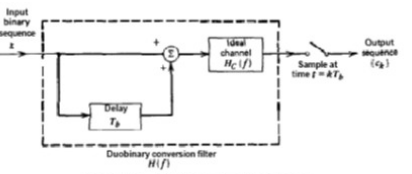 Input
binary
sequence
+
Σ
+
Ideal
channel
H_C(f)
Delay
T_b
Sample at
time t = kT_b
Output
sequence
{c_k}
Duobinary conversion filter
H(f)